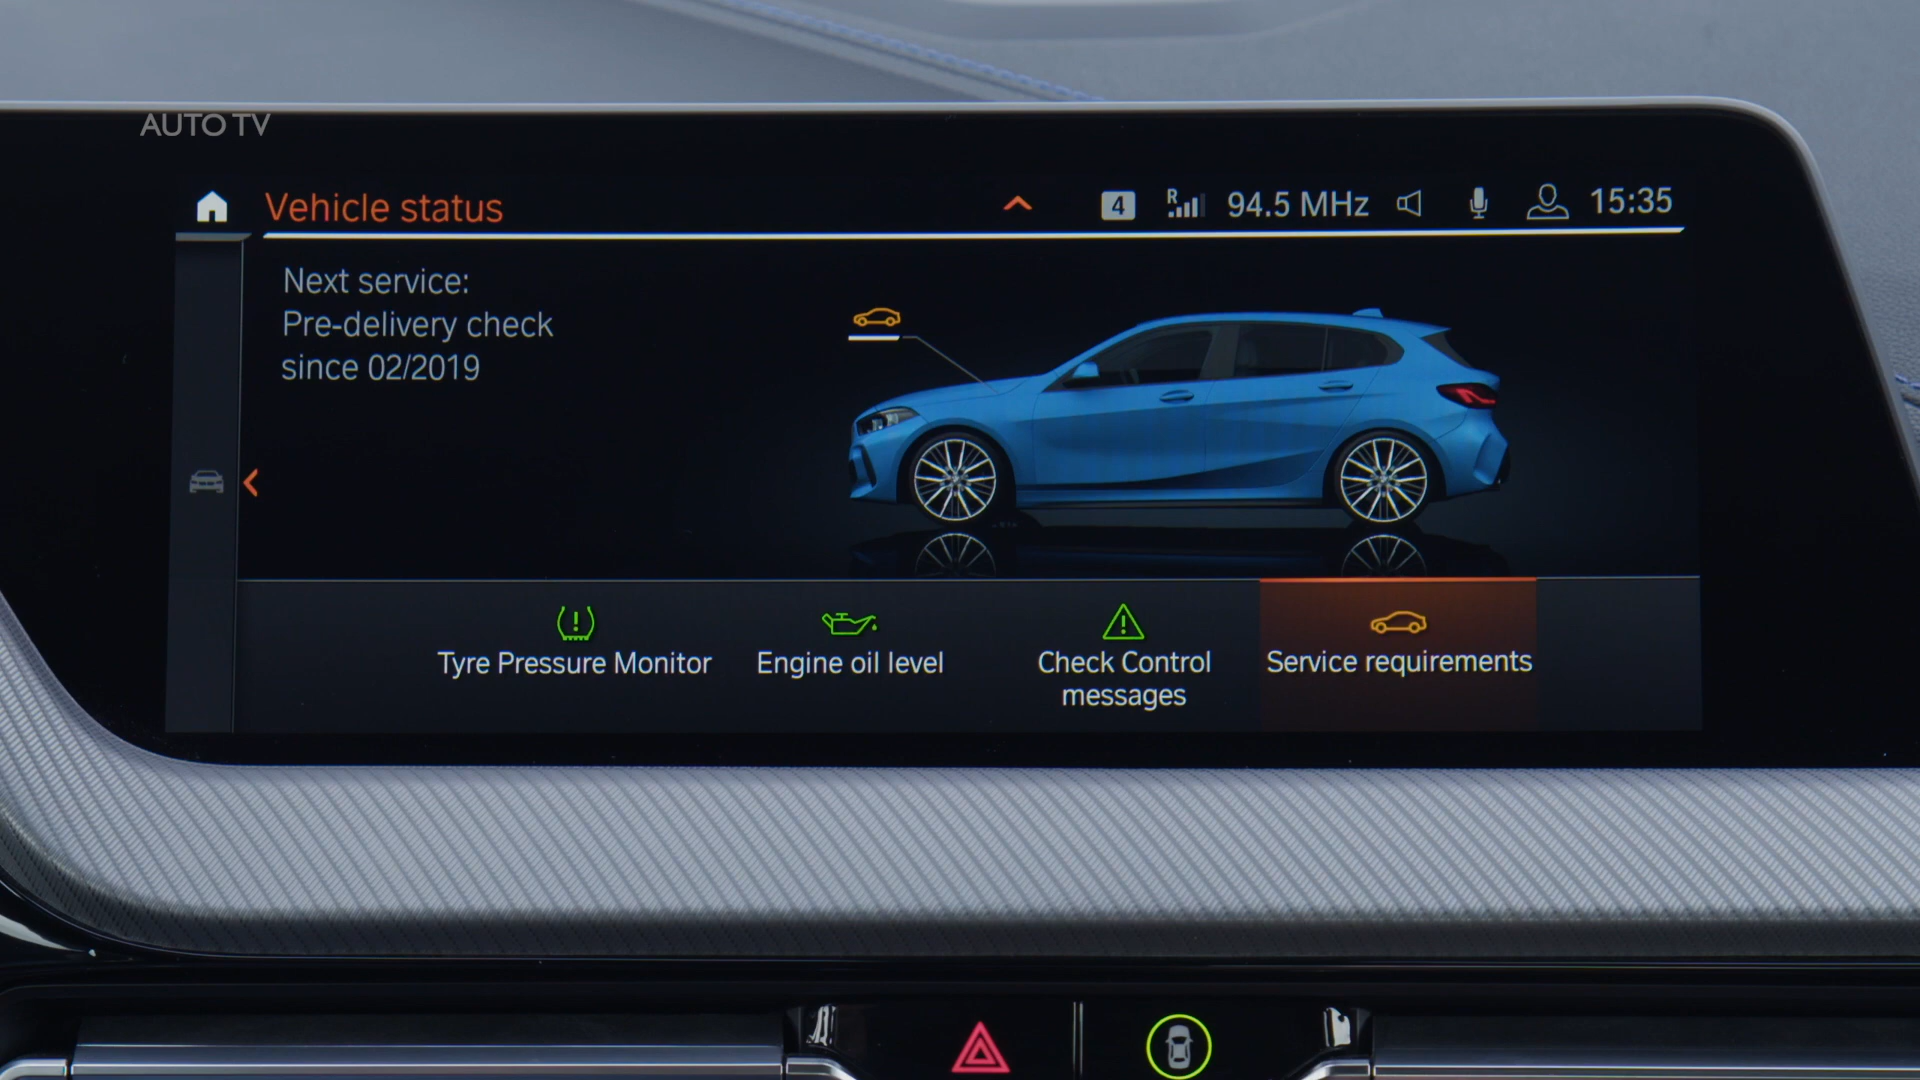 AUTO TV
Vehicle status
4
R
94.5 MHz
15:35
Next service:
Pre-delivery check
since 02/2019
Tyre Pressure Monitor
Engine oil level
Check Control
messages
Service requirements